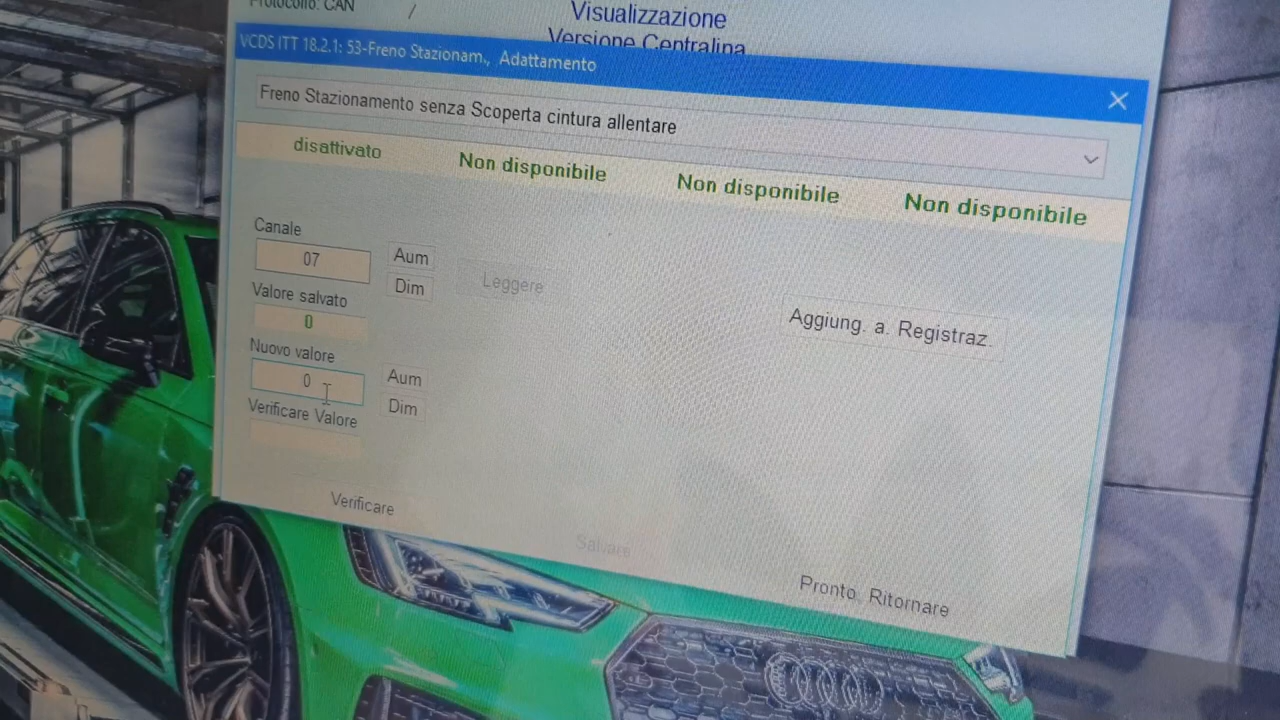 Protocollo: CAN
/
Visualizzazione
Versione Centralina
VCDS ITT 18.2.1: 53-Freno Stazionam., Adattamento
Freno Stazionamento senza Scoperta cintura allentare
disattivato Non disponibile Non disponibile Non disponibile
Canale
07 Aum
Dim Leggere
Valore salvato
0
Aggiung. a. Registraz.
Nuovo valore
0 Aum
Dim
Verificare Valore
Verificare
Salvare
Pronto, Ritornare